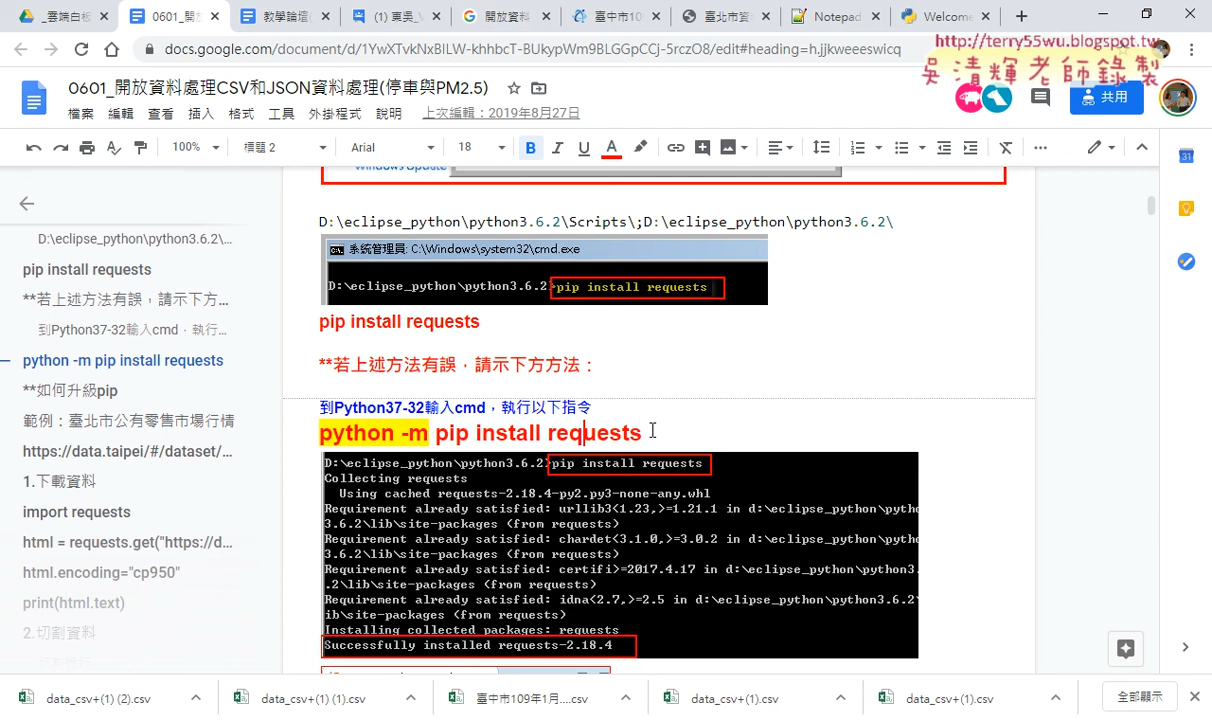 _雲端白板
0601_開放
教學論壇
(1) 東吳_V
開放資料
臺中市10
臺北市資
Notepad
Welcome
docs.google.com/document/d/1YwXTvkNxBILW-khhbcT-BUkypWm9BLGGpCCj-5rczO8/edit#heading=h.jjkweeeswicq
http://terry55wu.blogspot.tw
吳清輝老師錄製
0601_開放資料處理CSV和JSON資料處理(停車與PM2.5)
檔案 編輯 查看 插入 格式 工具 外掛程式 說明 上次編輯:2019年8月27日
共用
100% 標題 2 Arial 18 B I U A
31
D:\eclipse_python\python3.6.2\...
pip install requests
**若上述方法有誤，請示下方...
到Python37-32輸入cmd，執行...
python -m pip install requests
**如何升級pip
範例：臺北市公有零售市場行情
https://data.taipei/#/dataset/...
1.下載資料
import requests
html = requests.get("https://d...
html.encoding="cp950"
print(html.text)
2.切割資料
Windows Update
D:\eclipse_python\python3.6.2\Scripts\;D:\eclipse_python\python3.6.2\
系統管理員: C:\Windows\system32\cmd.exe
D:\eclipse_python\python3.6.2>pip install requests
pip install requests
**若上述方法有誤，請示下方方法：
到Python37-32輸入cmd，執行以下指令
python -m pip install requests
D:\eclipse_python\python3.6.2>pip install requests
Collecting requests
Using cached requests-2.18.4-py2.py3-none-any.whl
Requirement already satisfied: urllib3<1.23,>=1.21.1 in d:\eclipse_python\pytho
3.6.2\lib\site-packages (from requests)
Requirement already satisfied: chardet<3.1.0,>=3.0.2 in d:\eclipse_python\pytho
3.6.2\lib\site-packages (from requests)
Requirement already satisfied: certifi>=2017.4.17 in d:\eclipse_python\python3.
.2\lib\site-packages (from requests)
Requirement already satisfied: idna<2.7,>=2.5 in d:\eclipse_python\python3.6.2\
ib\site-packages (from requests)
Installing collected packages: requests
Successfully installed requests-2.18.4
data_csv+(1) (2).csv
data_csv+(1) (1).csv
臺中市109年1月....csv
data_csv+(1).csv
data_csv+(1).csv
全部顯示